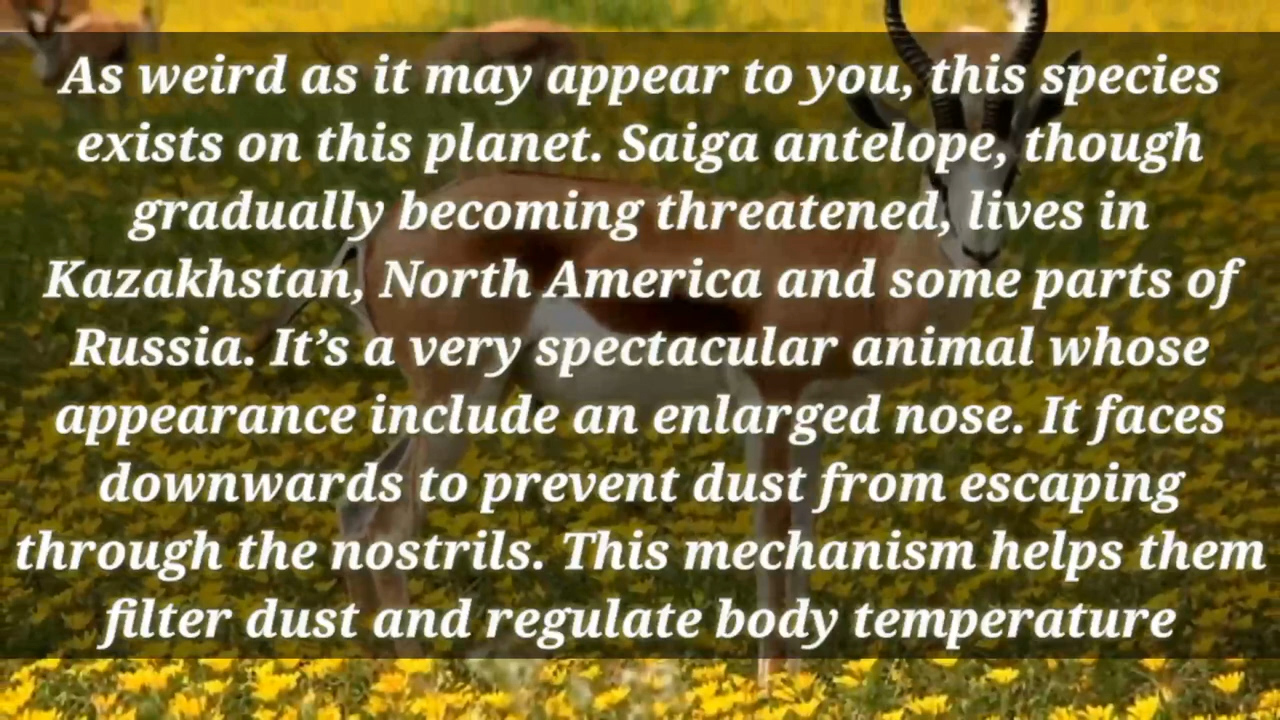 As weird as it may appear to you, this species
exists on this planet. Saiga antelope, though
gradually becoming threatened, lives in
Kazakhstan, North America and some parts of
Russia. It’s a very spectacular animal whose
appearance include an enlarged nose. It faces
downwards to prevent dust from escaping
through the nostrils. This mechanism helps them
filter dust and regulate body temperature